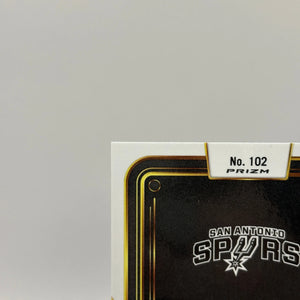 No. 102
PRIZM
SAN ANTONIO
SPURS